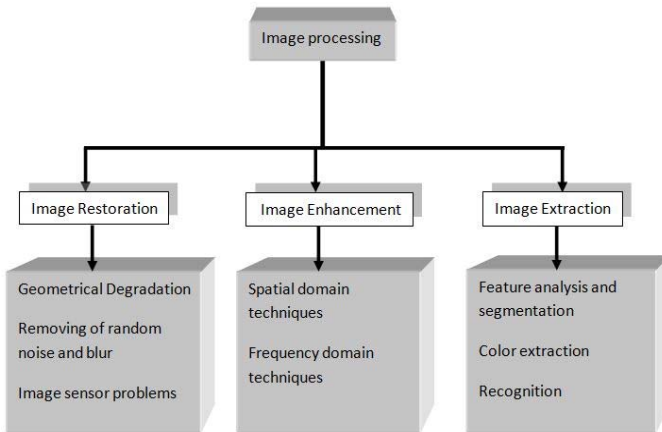 Image processing
Image Restoration
Image Enhancement
Image Extraction
Geometrical Degradation
Removing of random
noise and blur
Image sensor problems
Spatial domain
techniques
Frequency domain
techniques
Feature analysis and
segmentation
Color extraction
Recognition